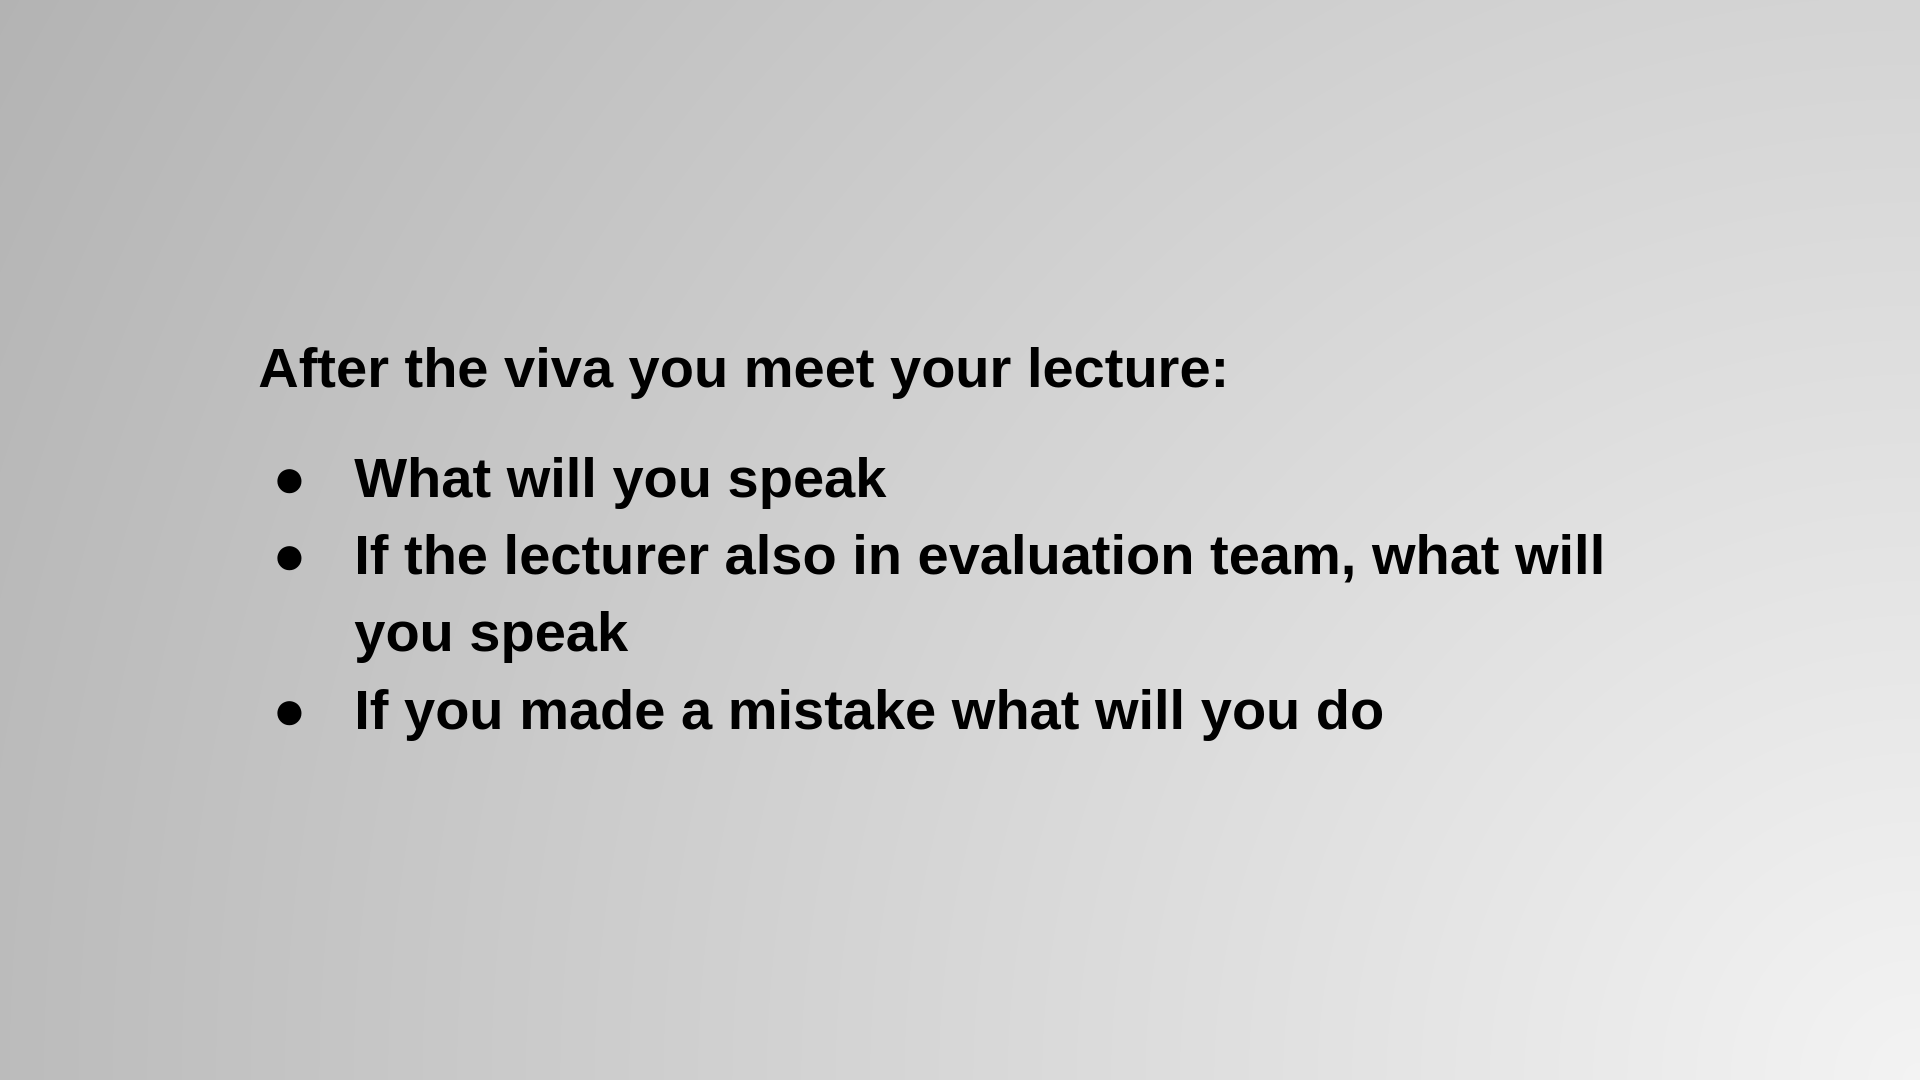 After the viva you meet your lecture:
● What will you speak
● If the lecturer also in evaluation team, what will
you speak
● If you made a mistake what will you do